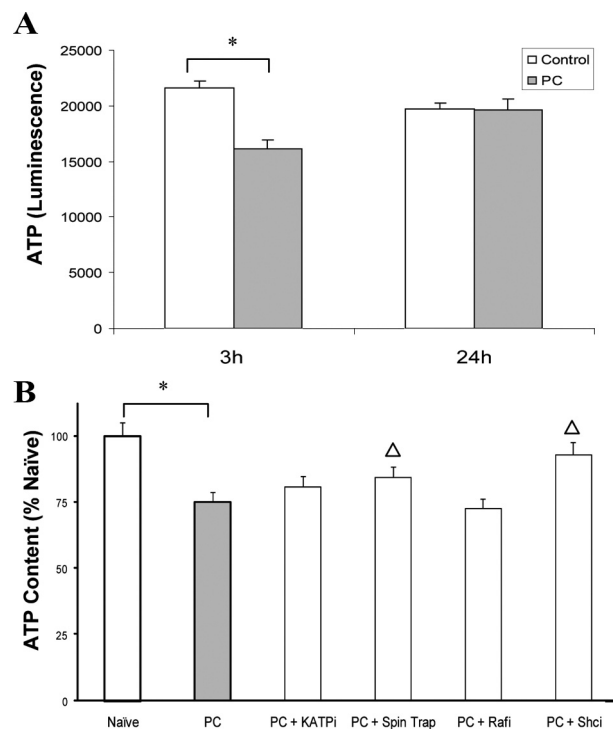 A
*
ATP (Luminescence)
25000
20000
15000
10000
5000
0
Control
PC
3h
24h
B
*
Δ
Δ
ATP Content (% Naïve)
100
75
50
25
0
Naïve
PC
PC + KATPi
PC + Spin Trap
PC + Rafi
PC + Shci